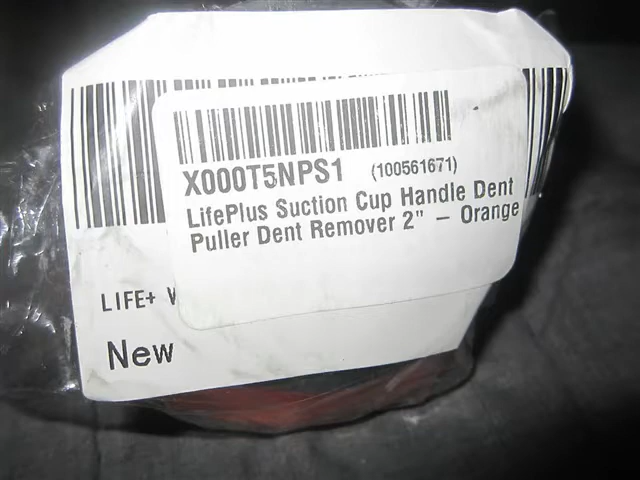 X000T5NPS1 (100561671)
LifePlus Suction Cup Handle Dent
Puller Dent Remover 2" – Orange
LIFE+
New